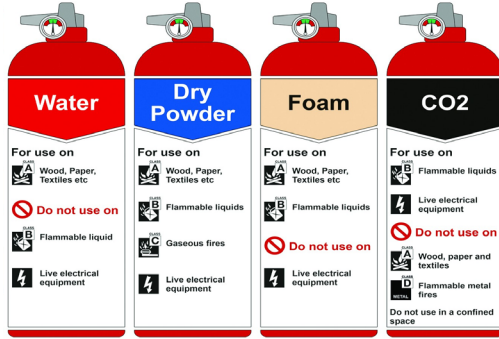 Water
For use on
CLASS A
Wood, Paper,
Textiles etc
Do not use on
CLASS B
Flammable liquid
Live electrical
equipment
Dry
Powder
For use on
CLASS A
Wood, Paper,
Textiles etc
CLASS B
Flammable liquids
CLASS C
Gaseous fires
Live electrical
equipment
Foam
For use on
CLASS A
Wood, Paper,
Textiles etc
CLASS B
Flammable liquids
Do not use on
Live electrical
equipment
CO2
For use on
CLASS B
Flammable liquids
Live electrical
equipment
Do not use on
CLASS A
Wood, paper and
textiles
CLASS D
METAL
Flammable metal
fires
Do not use in a confined
space